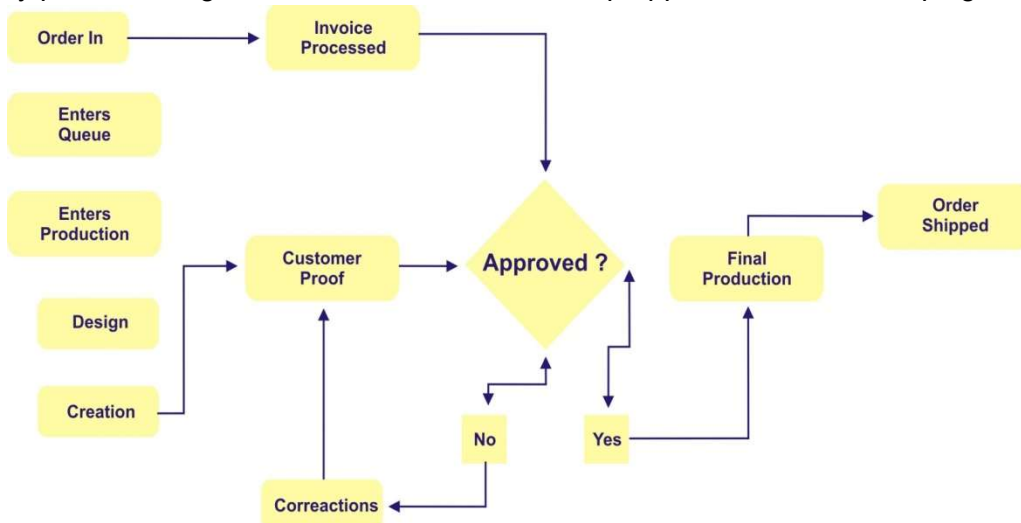 Order In
Invoice
Processed
Enters
Queue
Enters
Production
Order
Shipped
Customer
Proof
Approved ?
Final
Production
Design
Creation
No
Yes
Correactions